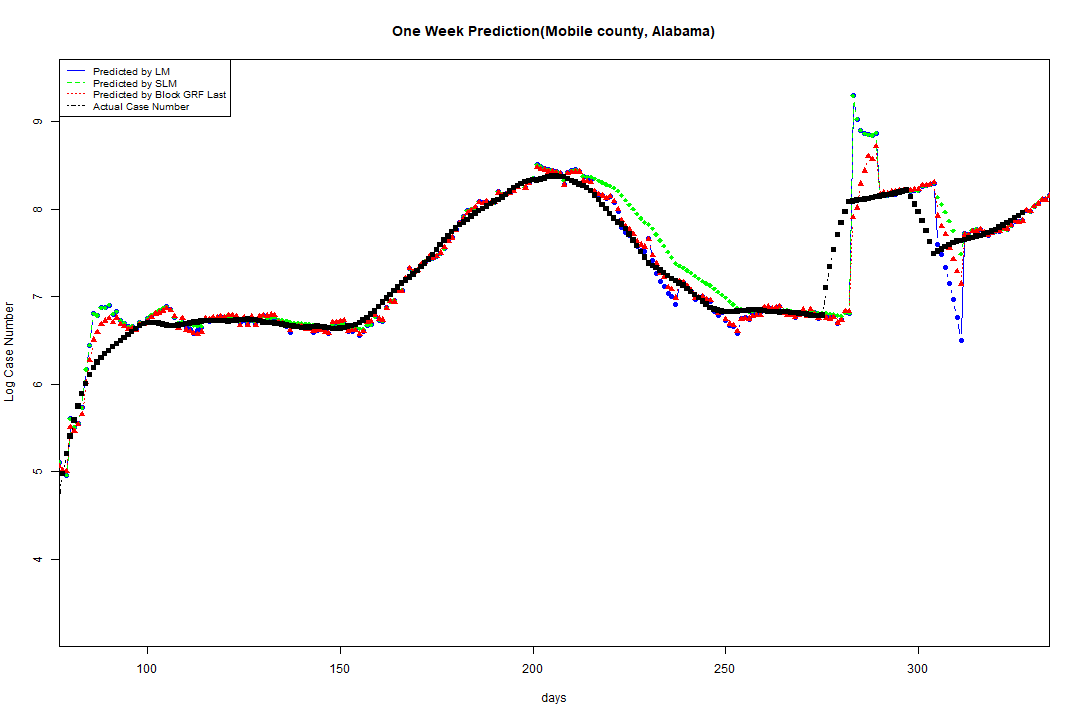 One Week Prediction(Mobile county, Alabama)
Predicted by LM
Predicted by SLM
Predicted by Block GRF Last
Actual Case Number
9
8
7
6
5
4
Log Case Number
100 150 200 250 300
days